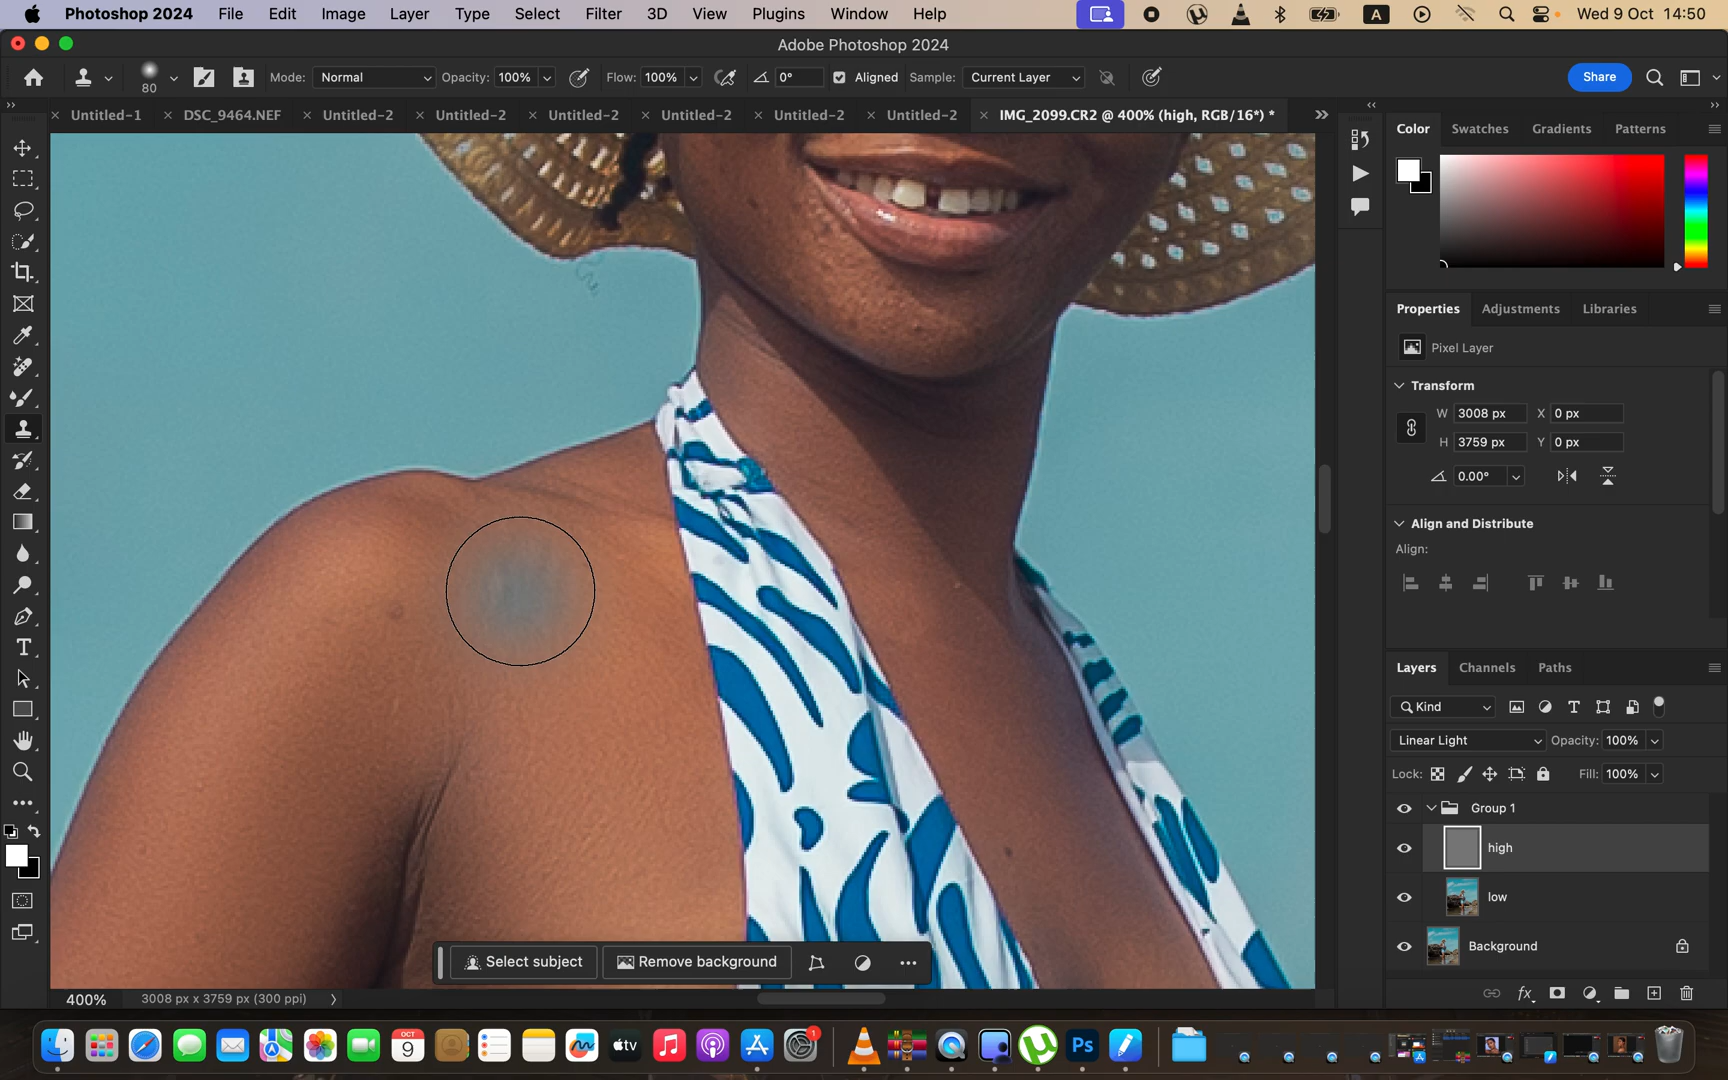 Photoshop 2024 File Edit Image Layer Type Select Filter 3D View Plugins Window Help A Wed 9 Oct 14:50
Adobe Photoshop 2024
80 Mode: Normal Opacity: 100% Flow: 100% 0° Aligned Sample: Current Layer Share
Untitled-1 DSC_9464.NEF Untitled-2 Untitled-2 Untitled-2 Untitled-2 Untitled-2 Untitled-2 IMG_2099.CR2 @ 400% (high, RGB/16*) *
Color Swatches Gradients Patterns
Properties Adjustments Libraries
Pixel Layer
Transform
W 3008 px X 0 px
H 3759 px Y 0 px
0.00°
Align and Distribute
Align:
Layers Channels Paths
Kind
Linear Light Opacity: 100%
Lock: Fill: 100%
Group 1
high
low
Background
fx
Select subject Remove background
400% 3008 px x 3759 px (300 ppi)
OCT
9
tv
1
Ps